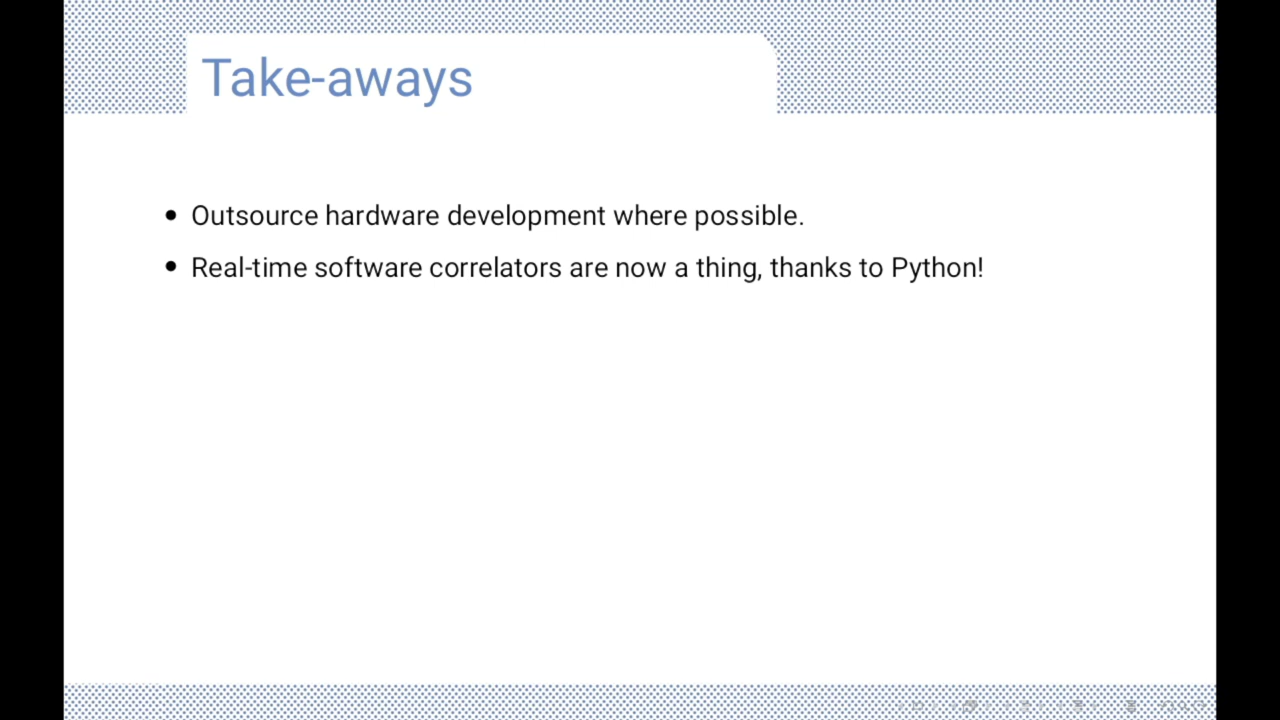 Take-aways
• Outsource hardware development where possible.
• Real-time software correlators are now a thing, thanks to Python!